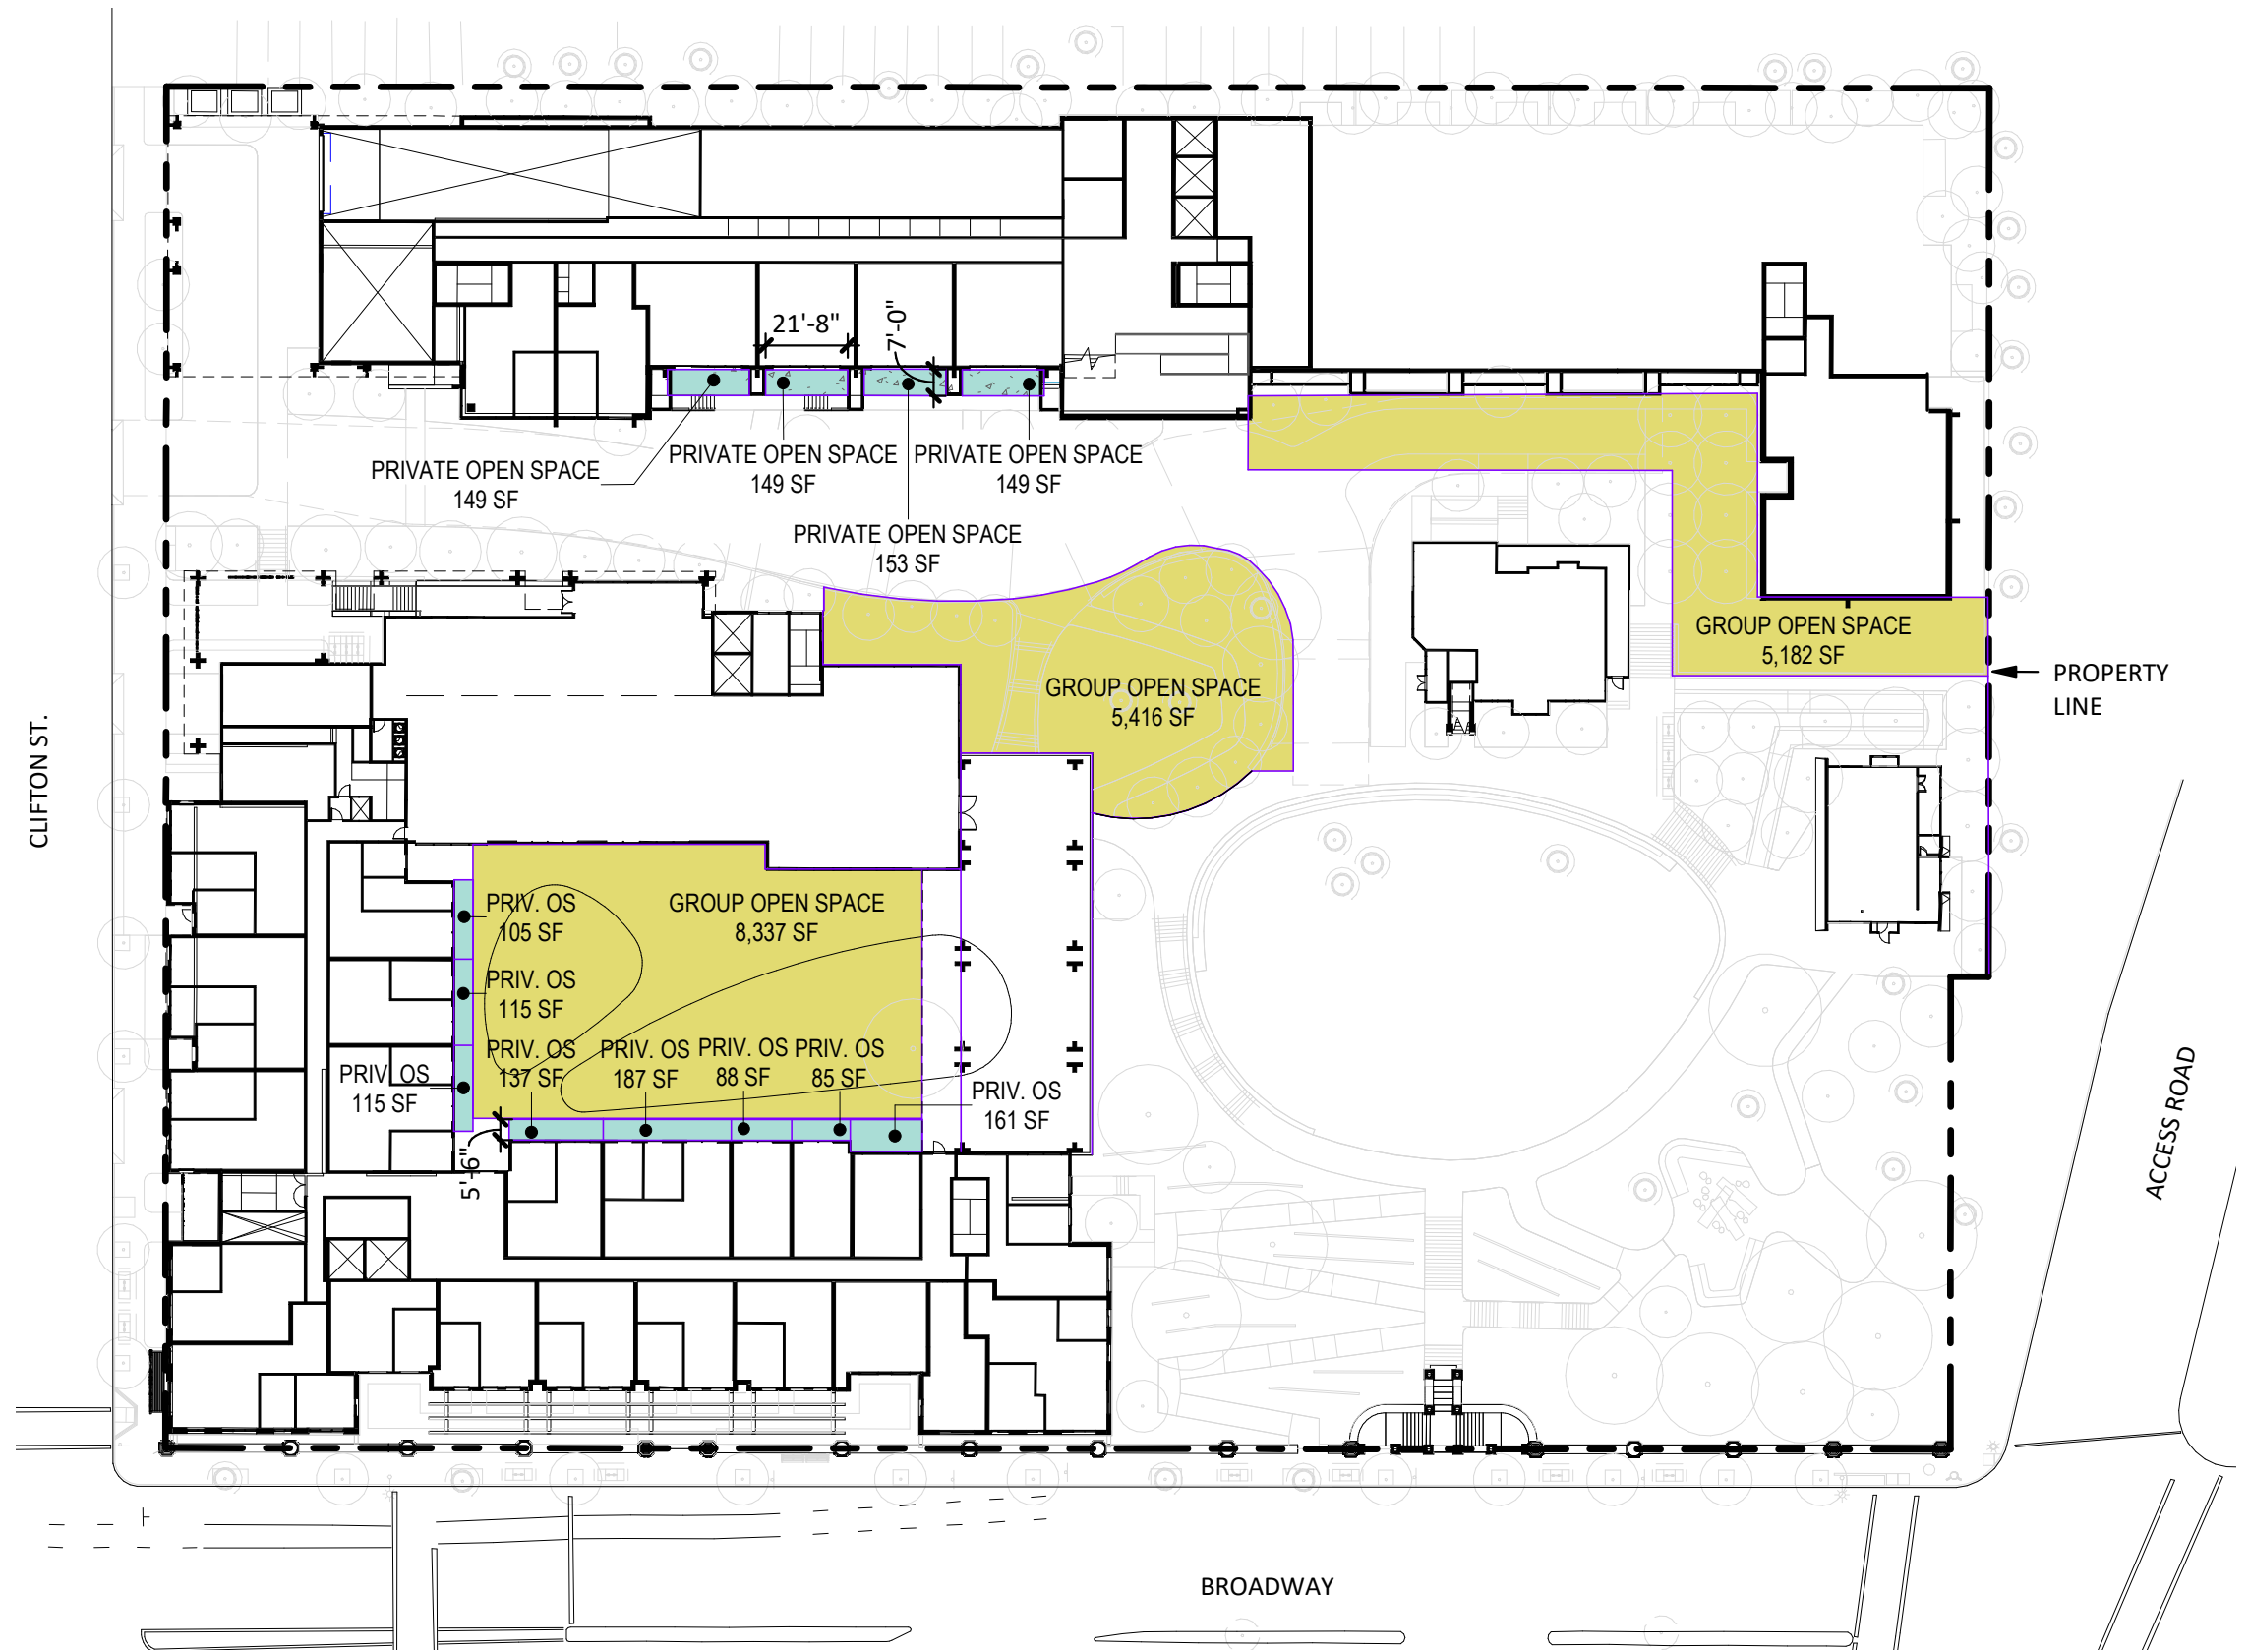 21'-8"
7'-0"
PRIVATE OPEN SPACE
149 SF
PRIVATE OPEN SPACE
149 SF
PRIVATE OPEN SPACE
149 SF
PRIVATE OPEN SPACE
153 SF
GROUP OPEN SPACE
5,182 SF
PROPERTY
LINE
GROUP OPEN SPACE
5,416 SF
CLIFTON ST.
PRIV. OS
105 SF
GROUP OPEN SPACE
8,337 SF
PRIV. OS
115 SF
PRIV. OS
137 SF
PRIV. OS
187 SF
PRIV. OS
88 SF
PRIV. OS
85 SF
PRIV. OS
115 SF
PRIV. OS
161 SF
5'-6"
ACCESS ROAD
BROADWAY